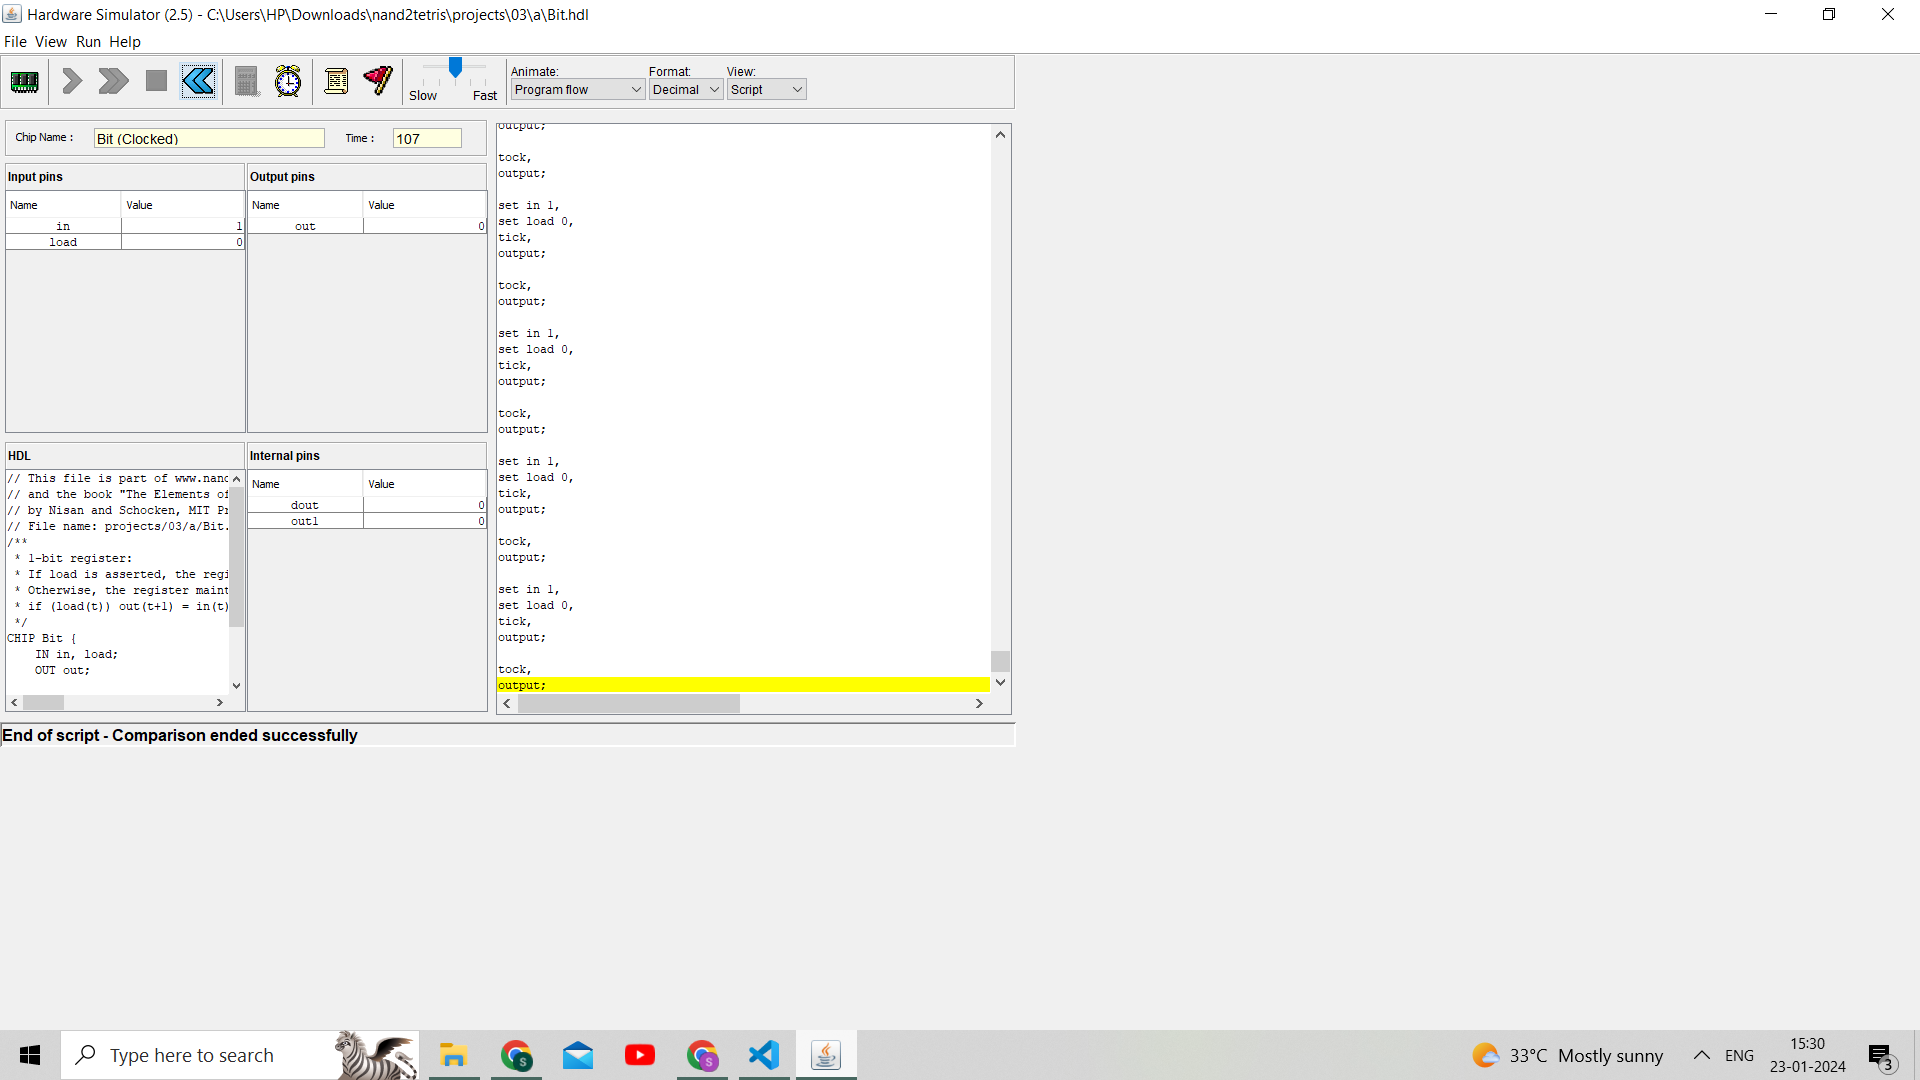 Hardware Simulator (2.5) - C:\Users\HP\Downloads\nand2tetris\projects\03\a\Bit.hdl
File View Run Help
Slow Fast
Animate: Format: View:
Program flow Decimal Script
Chip Name : Bit (Clocked) Time : 107
Input pins
Name Value
in 1
load 0
Output pins
Name Value
out 0
HDL
// This file is part of www.nand
// and the book "The Elements of
// by Nisan and Schocken, MIT Pr
// File name: projects/03/a/Bit.
/**
* 1-bit register:
* If load is asserted, the regi
* Otherwise, the register maint
* if (load(t)) out(t+1) = in(t)
*/
CHIP Bit {
IN in, load;
OUT out;
Internal pins
Name Value
dout 0
out1 0
output;
tock,
output;
set in 1,
set load 0,
tick,
output;
tock,
output;
set in 1,
set load 0,
tick,
output;
tock,
output;
set in 1,
set load 0,
tick,
output;
tock,
output;
set in 1,
set load 0,
tick,
output;
tock,
output;
End of script - Comparison ended successfully
Type here to search
S
S
33°C Mostly sunny
ENG
15:30
23-01-2024
3